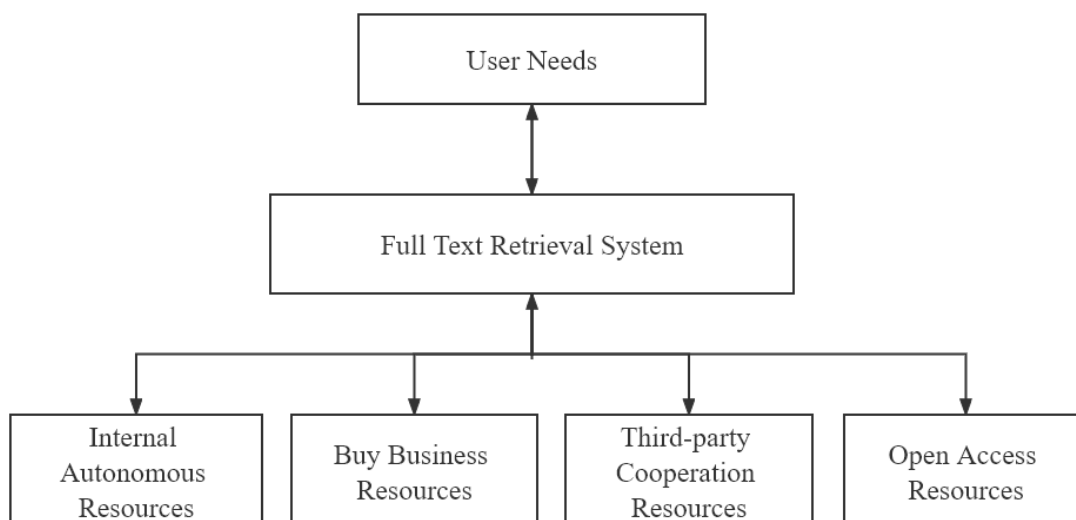 User Needs
Full Text Retrieval System
Internal
Autonomous
Resources
Buy Business
Resources
Third-party
Cooperation
Resources
Open Access
Resources